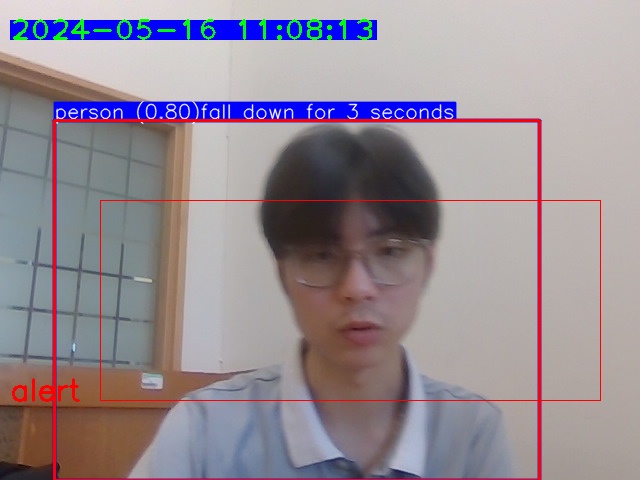 2024-05-16 11:08:13
person (0.80)fall down for 3 seconds
alert